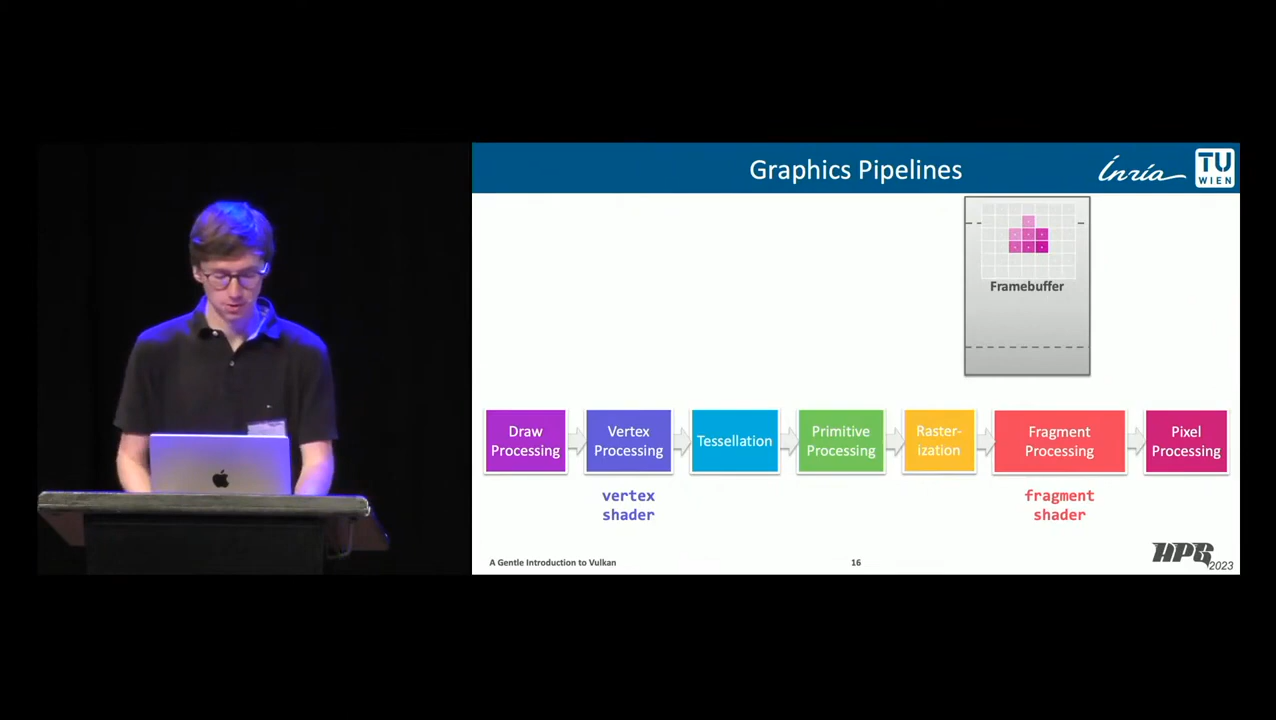 Graphics Pipelines
Inria
TU
WIEN
Framebuffer
Draw
Processing
Vertex
Processing
Tessellation
Primitive
Processing
Raster-
ization
Fragment
Processing
Pixel
Processing
vertex
shader
fragment
shader
A Gentle Introduction to Vulkan
16
HPG
2023